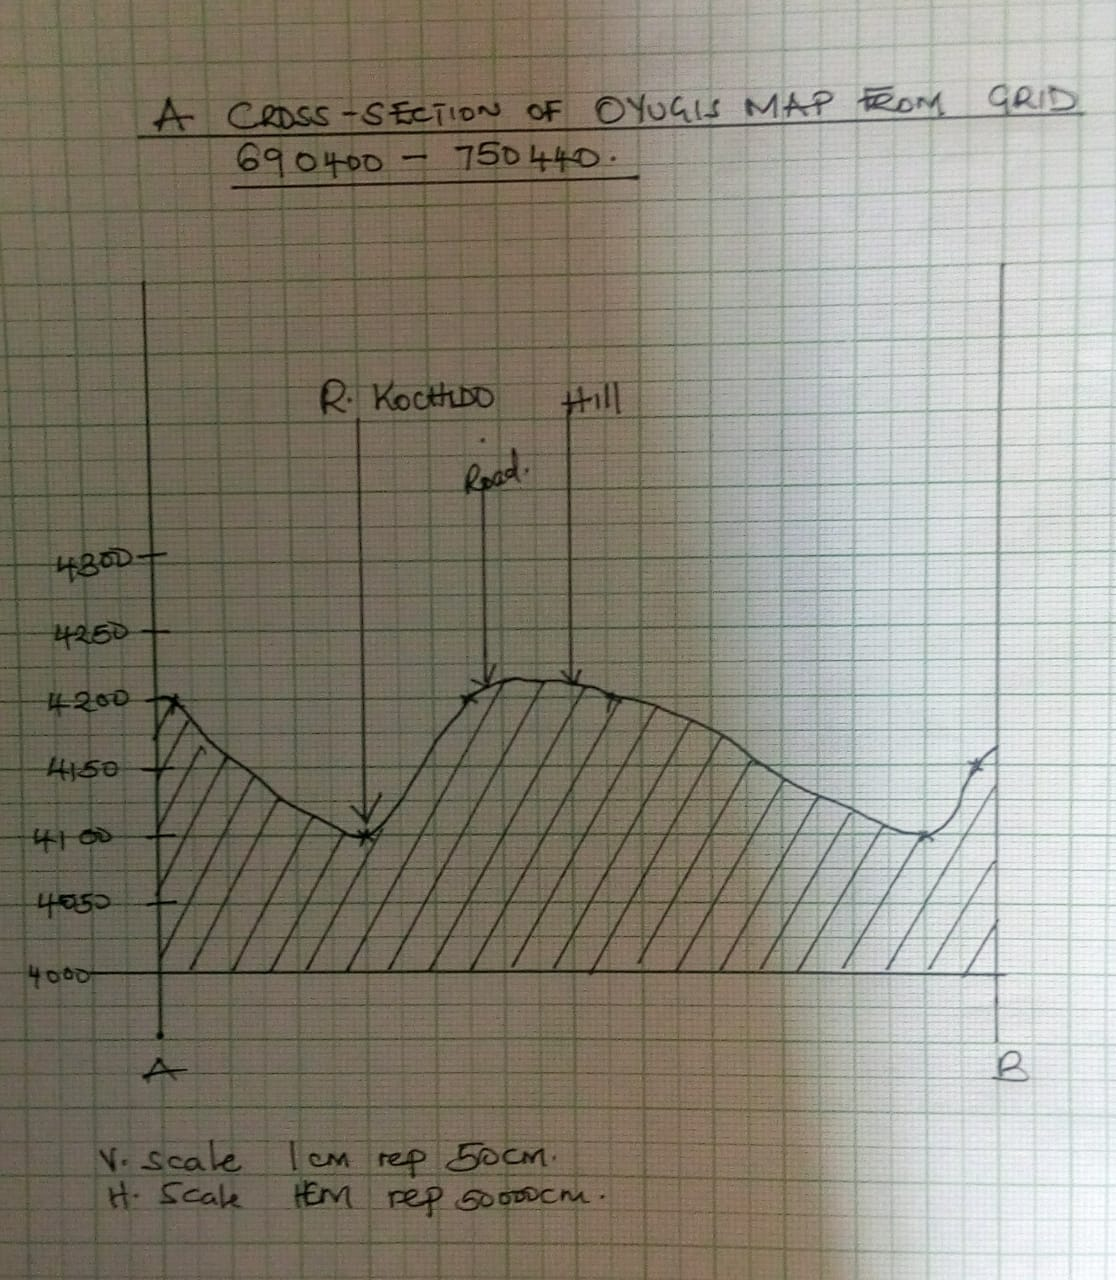 A CROSS-SECTION OF OYUGIS MAP FROM GRID
690400 - 750440.
R. KOCHUDO
Hill
Road.
4300
4250
4200
4150
4100
4050
4000
A
B
V. Scale 1cm rep 50cm.
H. Scale 1cm rep 50000cm.